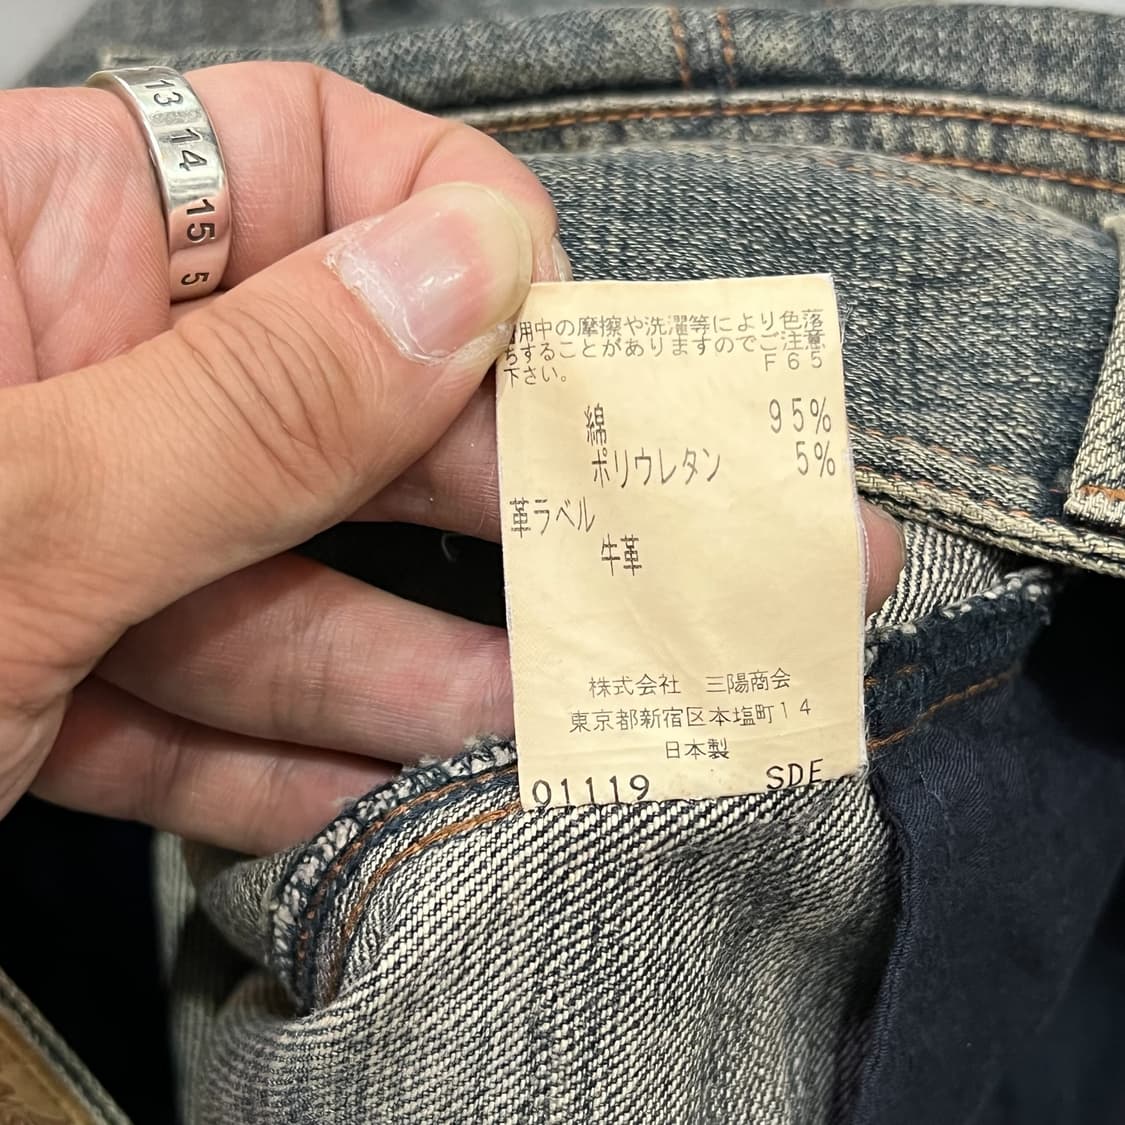 13 14 15 5
用中の摩擦や洗濯等により色落
ちすることがありますのでご注意
下さい。 F65
綿 95%
ポリウレタン 5%
革ラベル
牛革
株式会社 三陽商会
東京都新宿区本塩町14
日本製
01119 SDE